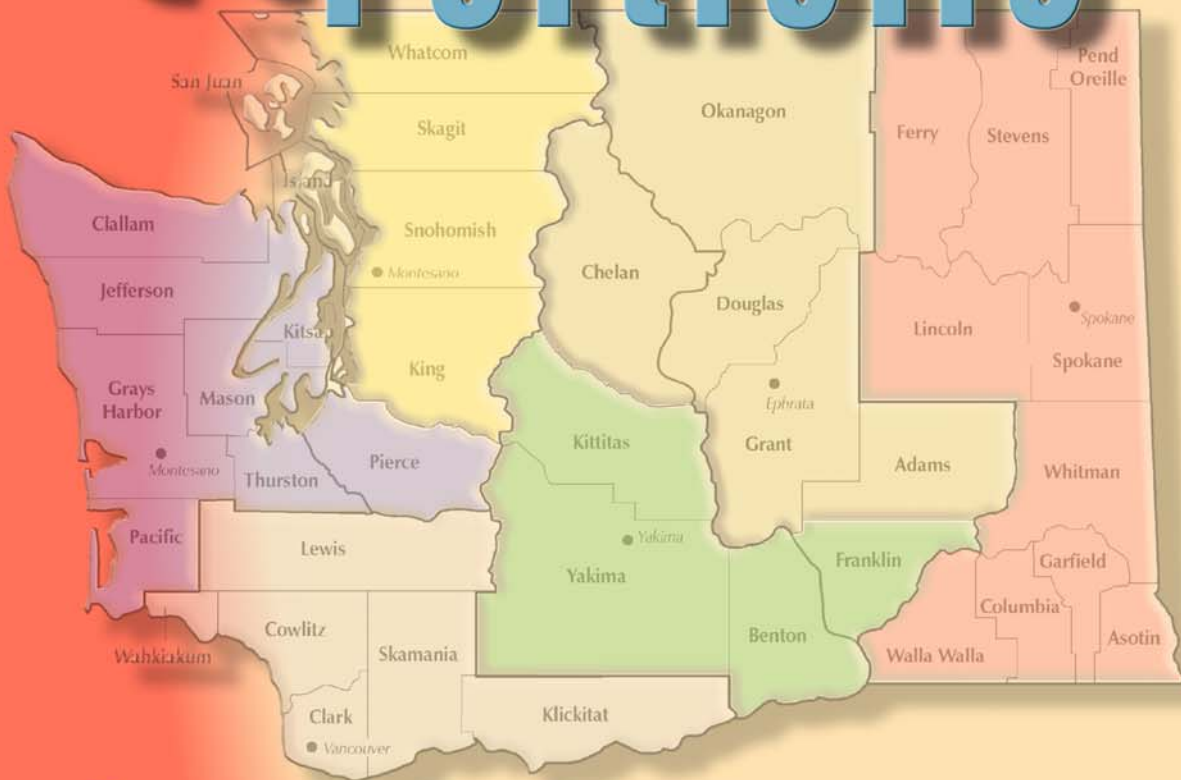 Portfolio
Whatcom
Pend
Oreille
San Juan
Okanagon
Skagit
Ferry
Stevens
Island
Clallam
Snohomish
Montesano
Chelan
Jefferson
Douglas
Spokane
Lincoln
Kitsa
Spokane
King
Grays
Harbor
Mason
Ephrata
Kittitas
Grant
Adams
Pierce
Whitman
Montesano
Thurston
Pacific
Yakima
Lewis
Franklin
Garfield
Yakima
Columbia
Cowlitz
Benton
Asotin
Skamania
Walla Walla
Wahkiakum
Clark
Klickitat
Vancouver